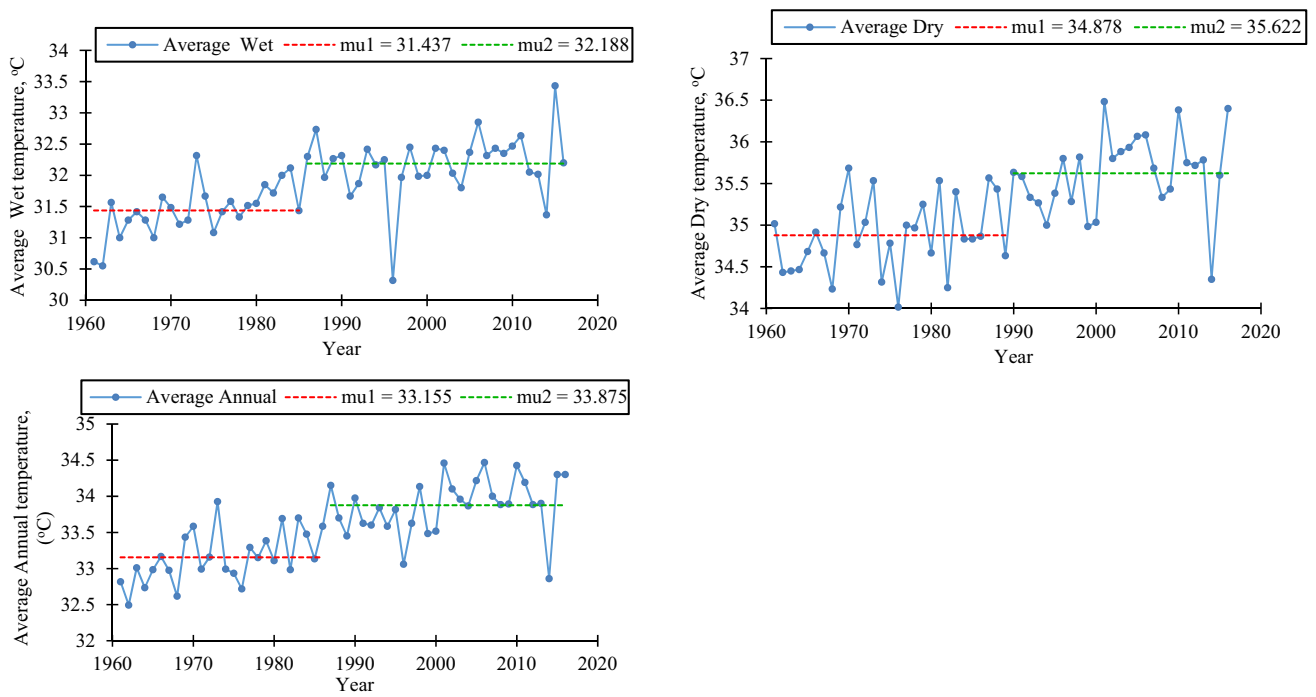 Average Wet mu1 = 31.437 mu2 = 32.188
34
33.5
33
32.5
32
31.5
31
30.5
30
Average Wet temperature, °C
1960 1970 1980 1990 2000 2010 2020
Year
Average Dry mu1 = 34.878 mu2 = 35.622
37
36.5
36
35.5
35
34.5
34
Average Dry temperature, °C
1960 1970 1980 1990 2000 2010 2020
Year
Average Annual mu1 = 33.155 mu2 = 33.875
35
34.5
34
33.5
33
32.5
32
Average Annual temperature,
(°C)
1960 1970 1980 1990 2000 2010 2020
Year